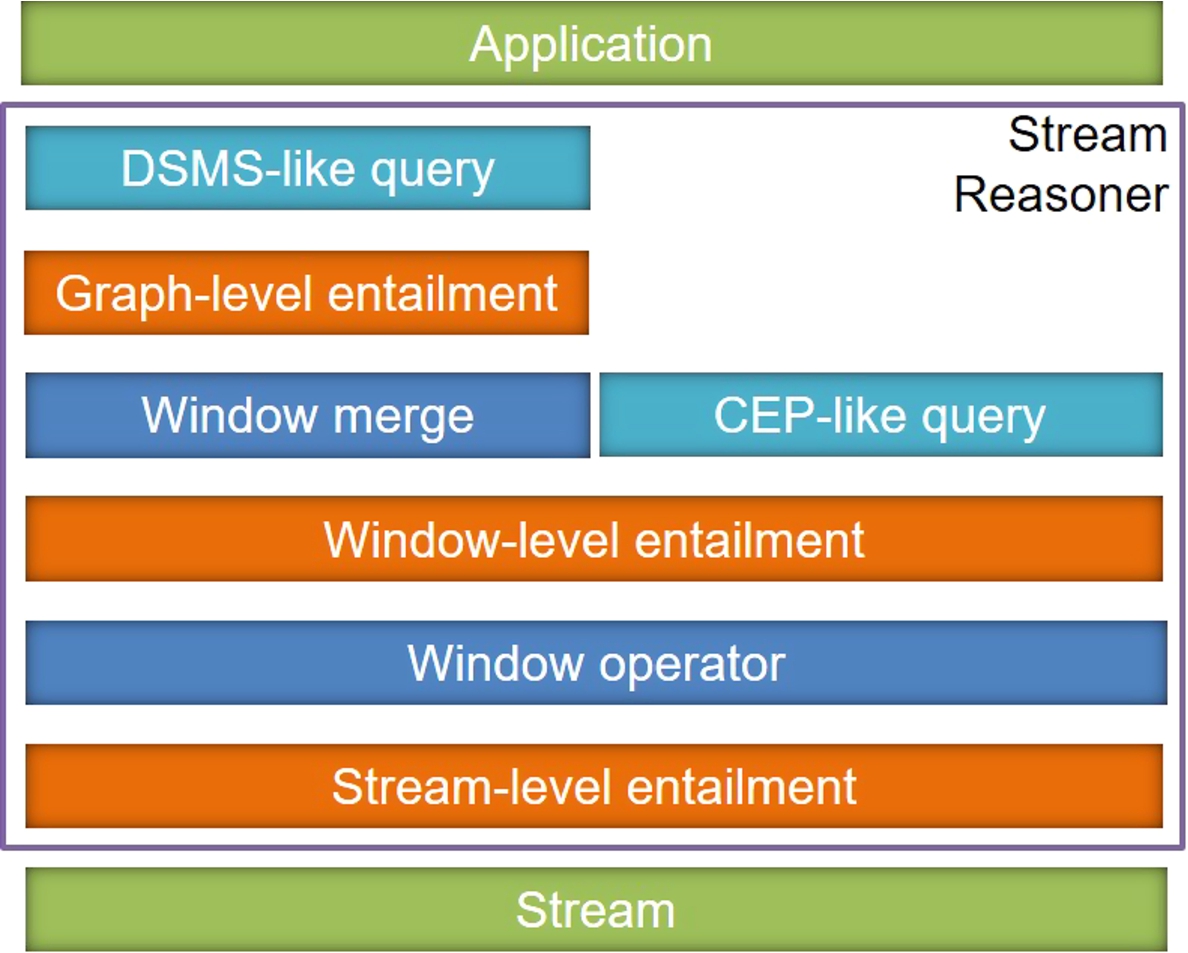 Application
Stream
Reasoner
DSMS-like query
Graph-level entailment
Window merge
CEP-like query
Window-level entailment
Window operator
Stream-level entailment
Stream